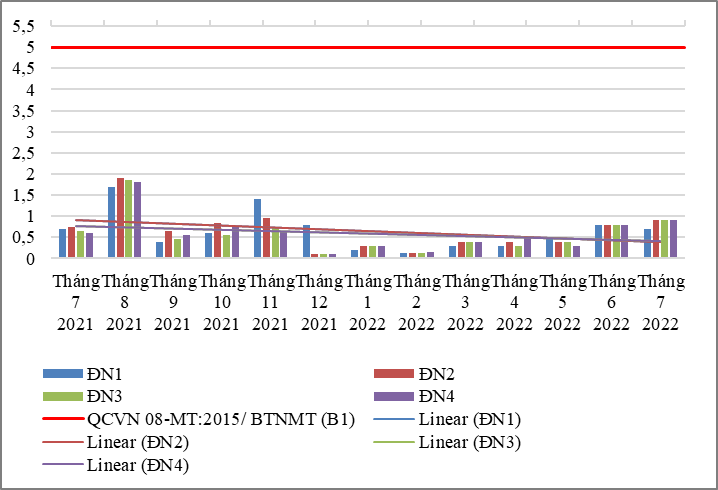 5,5
5
4,5
4
3,5
3
2,5
2
1,5
1
0,5
0
Tháng Tháng Tháng Tháng Tháng Tháng Tháng Tháng Tháng Tháng Tháng Tháng Tháng
7 8 9 10 11 12 1 2 3 4 5 6 7
2021 2021 2021 2021 2021 2021 2022 2022 2022 2022 2022 2022 2022
ĐN1 ĐN2
ĐN3 ĐN4
QCVN 08-MT:2015/ BTNMT (B1) Linear (ĐN1)
Linear (ĐN2) Linear (ĐN3)
Linear (ĐN4)